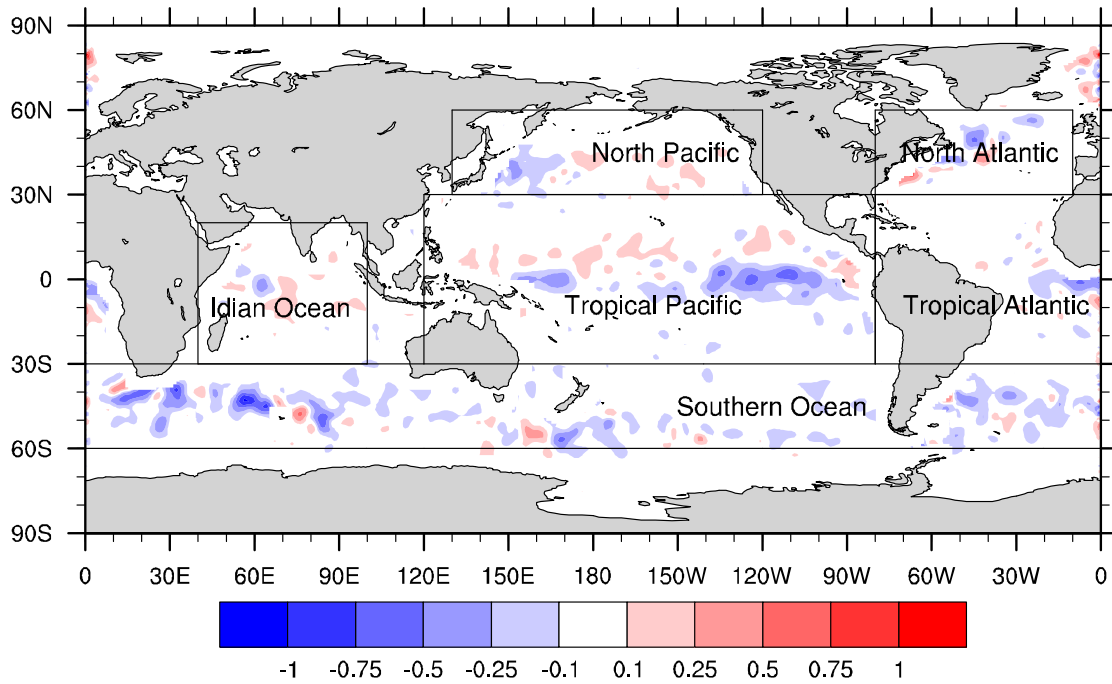 90N
60N
North Pacific
North Atlantic
30N
0
Idian Ocean
Tropical Pacific
Tropical Atlantic
30S
Southern Ocean
60S
90S
0 30E 60E 90E 120E 150E 180 150W 120W 90W 60W 30W 0
-1 -0.75 -0.5 -0.25 -0.1 0.1 0.25 0.5 0.75 1